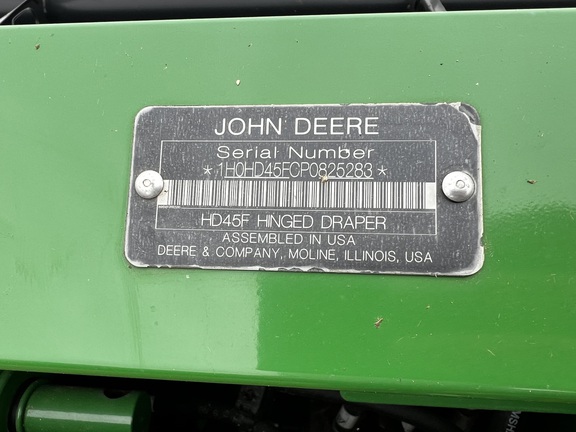 JOHN DEERE
Serial Number
*1H0HD45FCP0825283*
HD45F HINGED DRAPER
ASSEMBLED IN USA
DEERE & COMPANY, MOLINE, ILLINOIS, USA